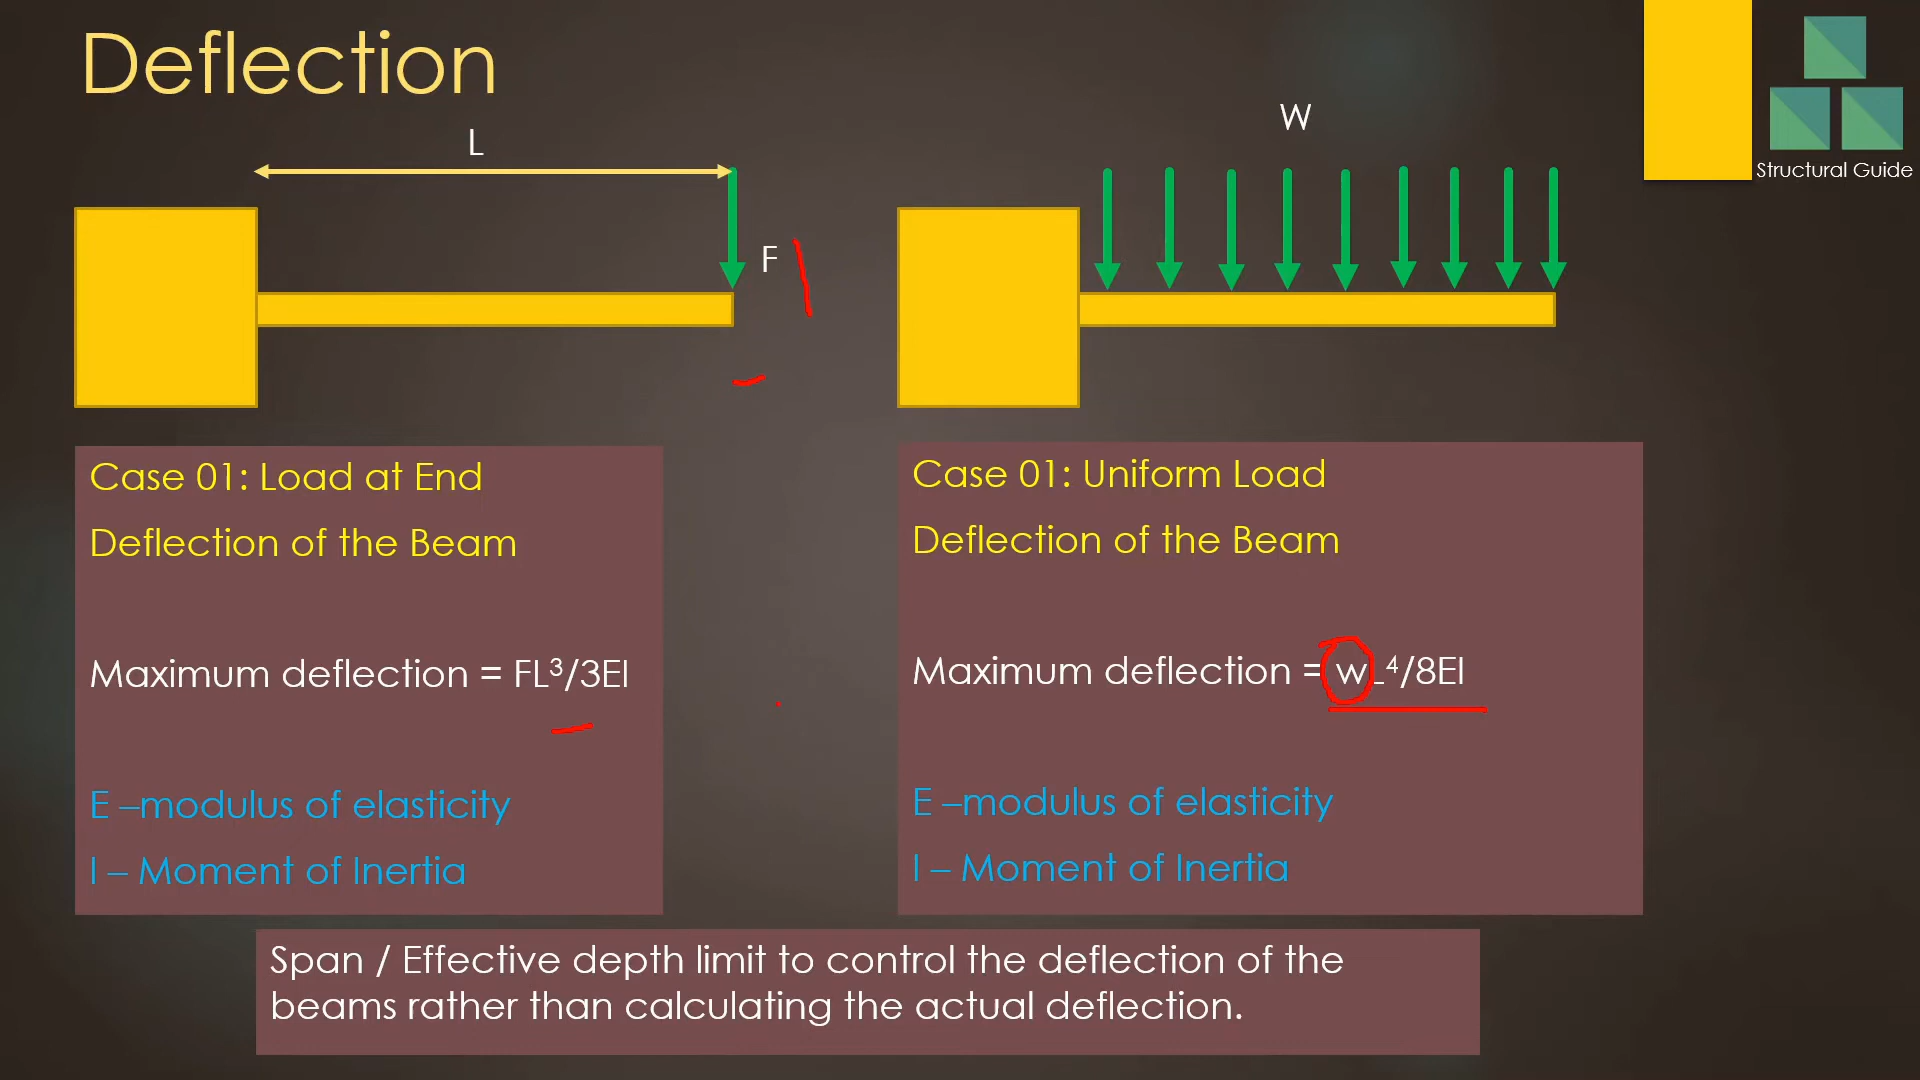 Deflection
L
F
W
Structural Guide
Case 01: Load at End
Deflection of the Beam
Maximum deflection = FL³/3EI
E –modulus of elasticity
I – Moment of Inertia
Case 01: Uniform Load
Deflection of the Beam
Maximum deflection = wL⁴/8EI
E –modulus of elasticity
I – Moment of Inertia
Span / Effective depth limit to control the deflection of the
beams rather than calculating the actual deflection.